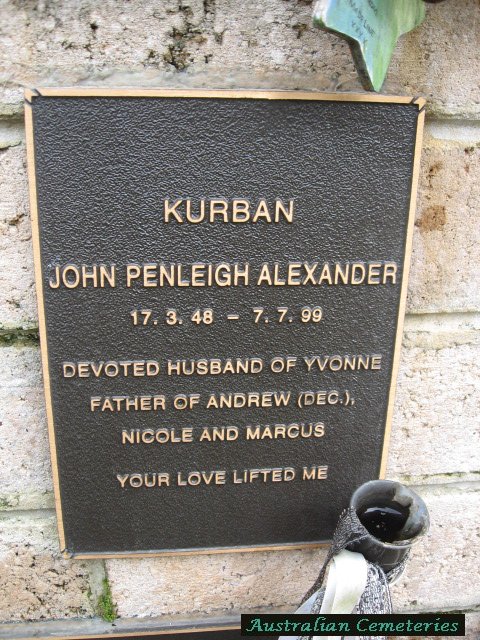 KURBAN
JOHN PENLEIGH ALEXANDER
17. 3. 48 – 7. 7. 99
DEVOTED HUSBAND OF YVONNE
FATHER OF ANDREW (DEC.),
NICOLE AND MARCUS
YOUR LOVE LIFTED ME
Australian Cemeteries